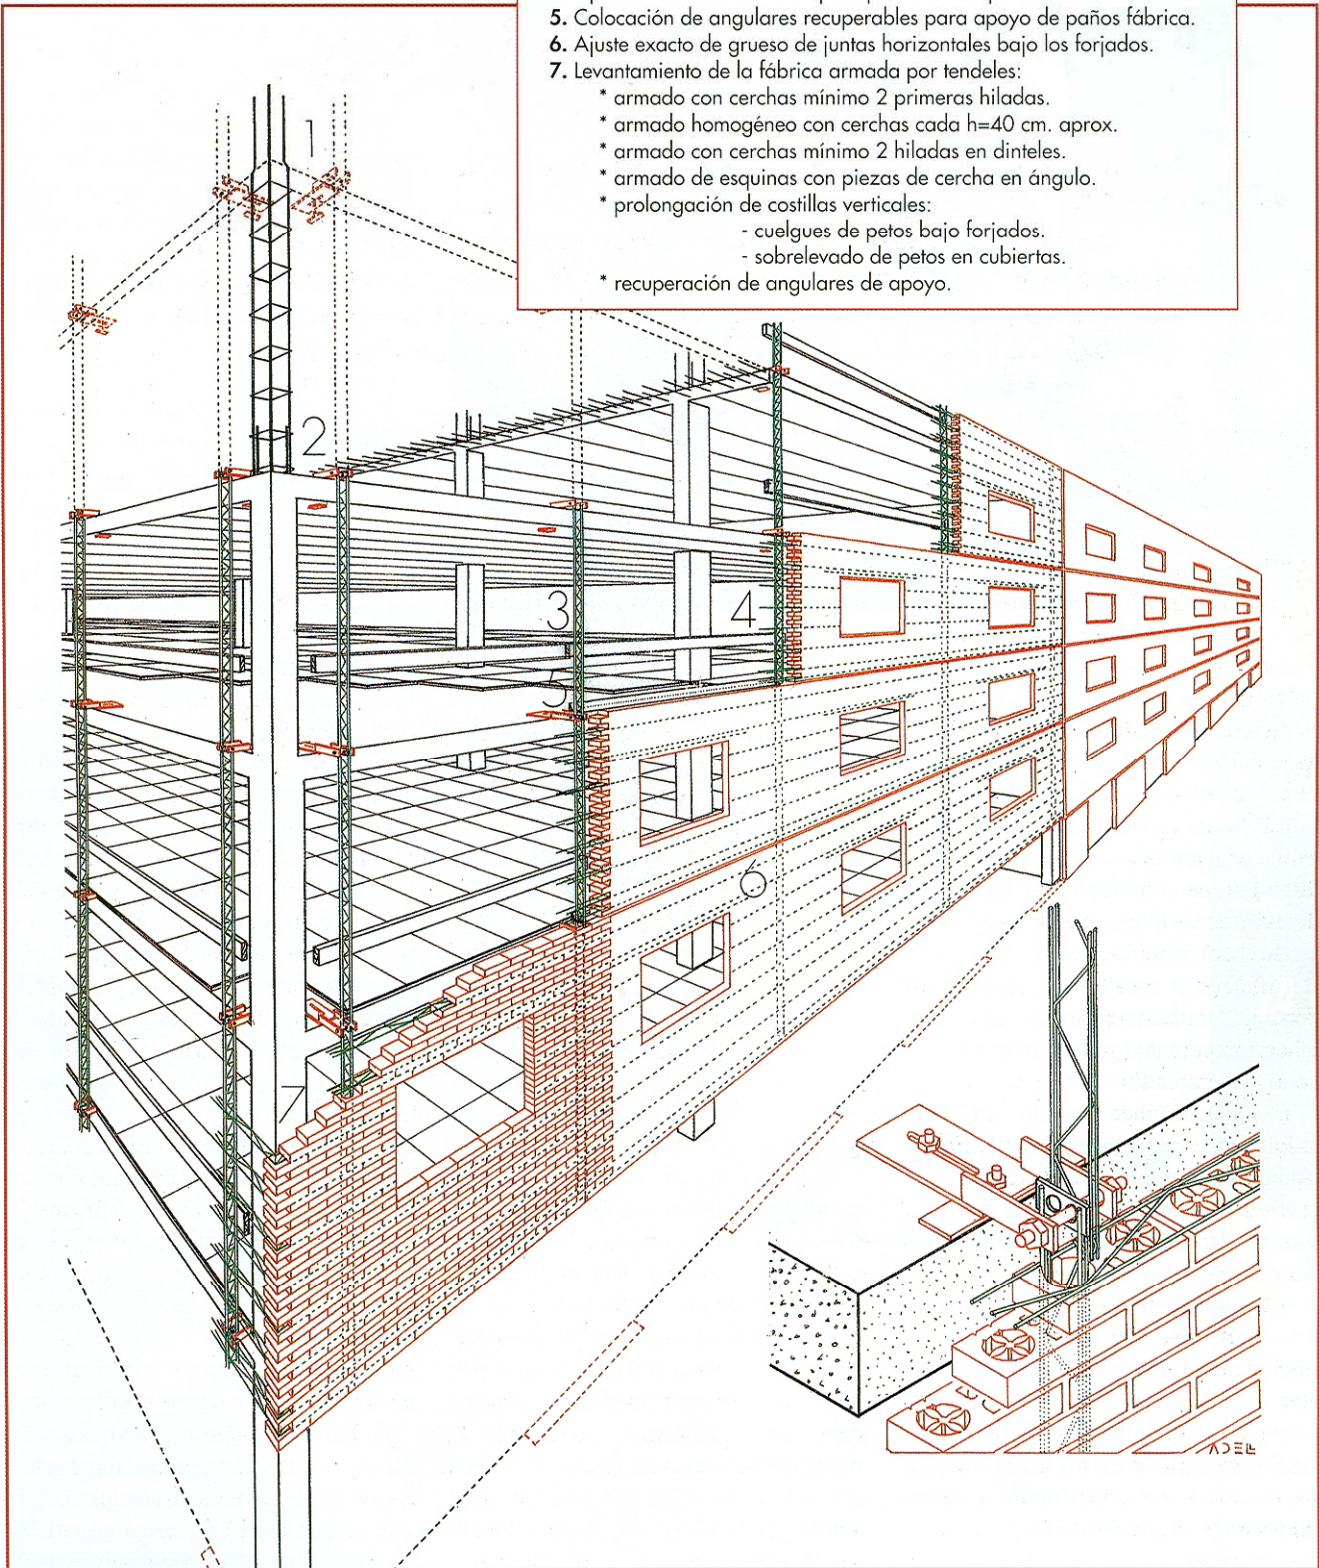 5. Colocación de angulares recuperables para apoyo de paños fábrica.
6. Ajuste exacto de grueso de juntas horizontales bajo los forjados.
7. Levantamiento de la fábrica armada por tendeles:
* armado con cerchas mínimo 2 primeras hiladas.
* armado homogéneo con cerchas cada h=40 cm. aprox.
* armado con cerchas mínimo 2 hiladas en dinteles.
* armado de esquinas con piezas de cercha en ángulo.
* prolongación de costillas verticales:
- cuelgues de petos bajo forjados.
- sobrelevado de petos en cubiertas.
* recuperación de angulares de apoyo.
1
2
3
4
5
6
7
ADELL